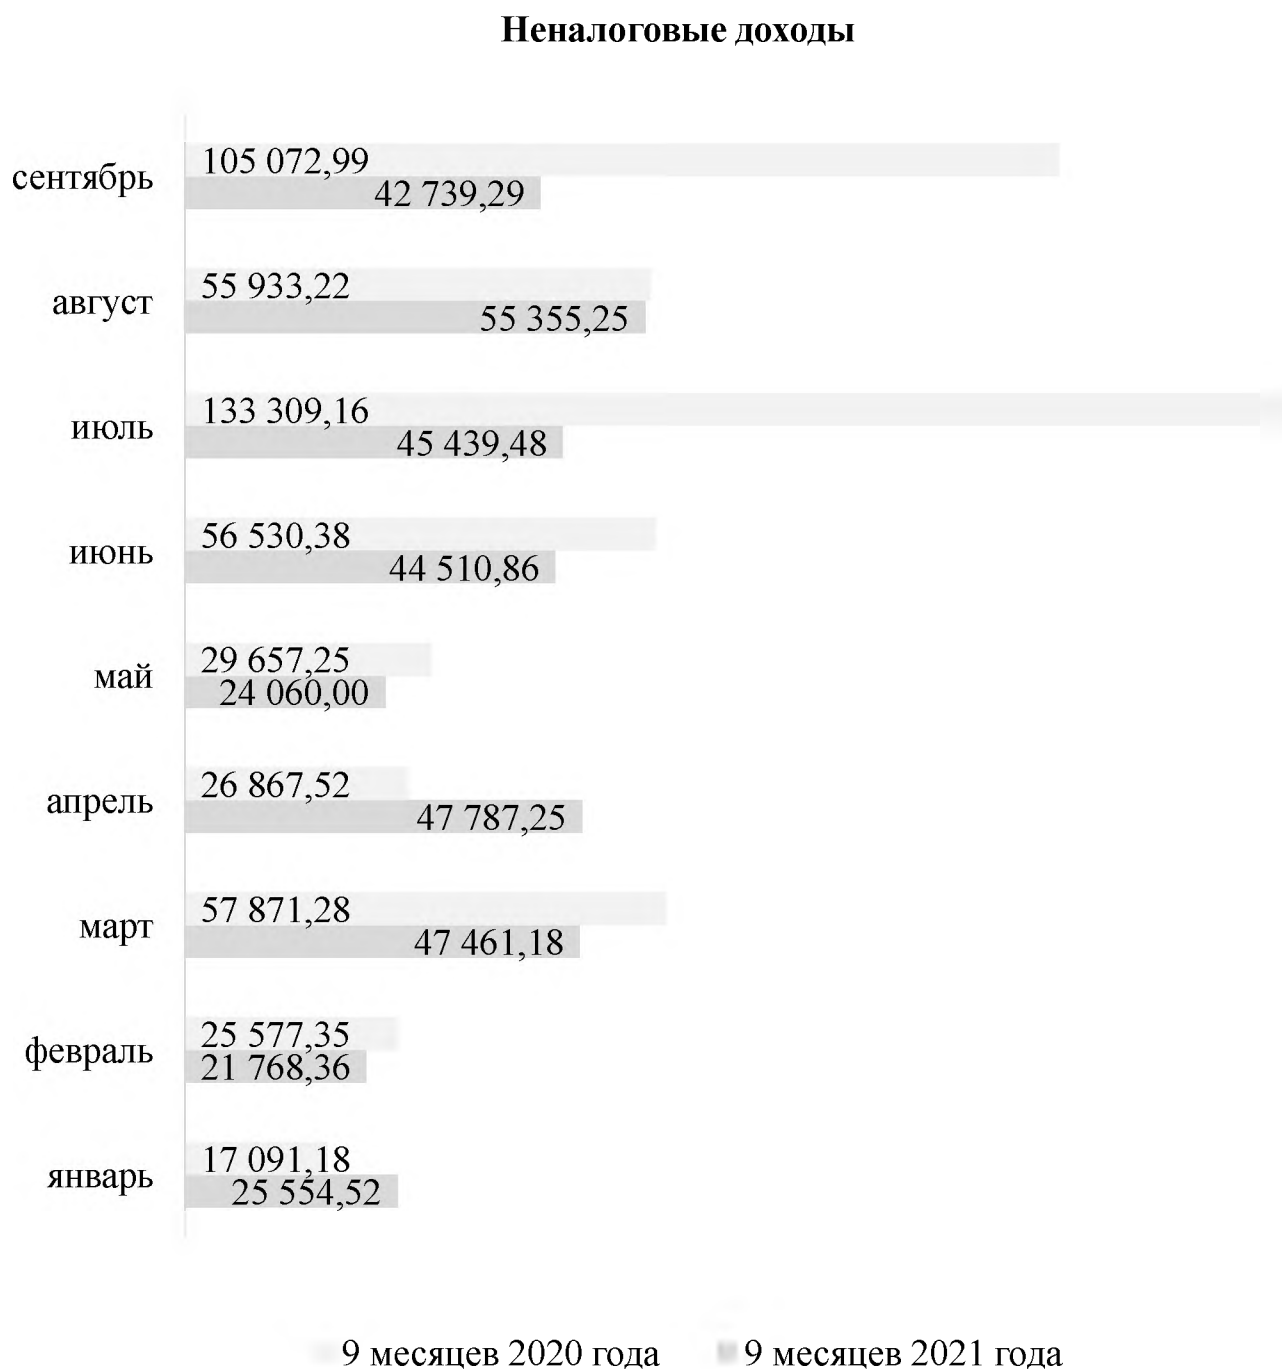 Неналоговые доходы
сентябрь
105 072,99
42 739,29
август
55 933,22
55 355,25
июль
133 309,16
45 439,48
июнь
56 530,38
44 510,86
май
29 657,25
24 060,00
апрель
26 867,52
47 787,25
март
57 871,28
47 461,18
февраль
25 577,35
21 768,36
январь
17 091,18
25 554,52
9 месяцев 2020 года 9 месяцев 2021 года